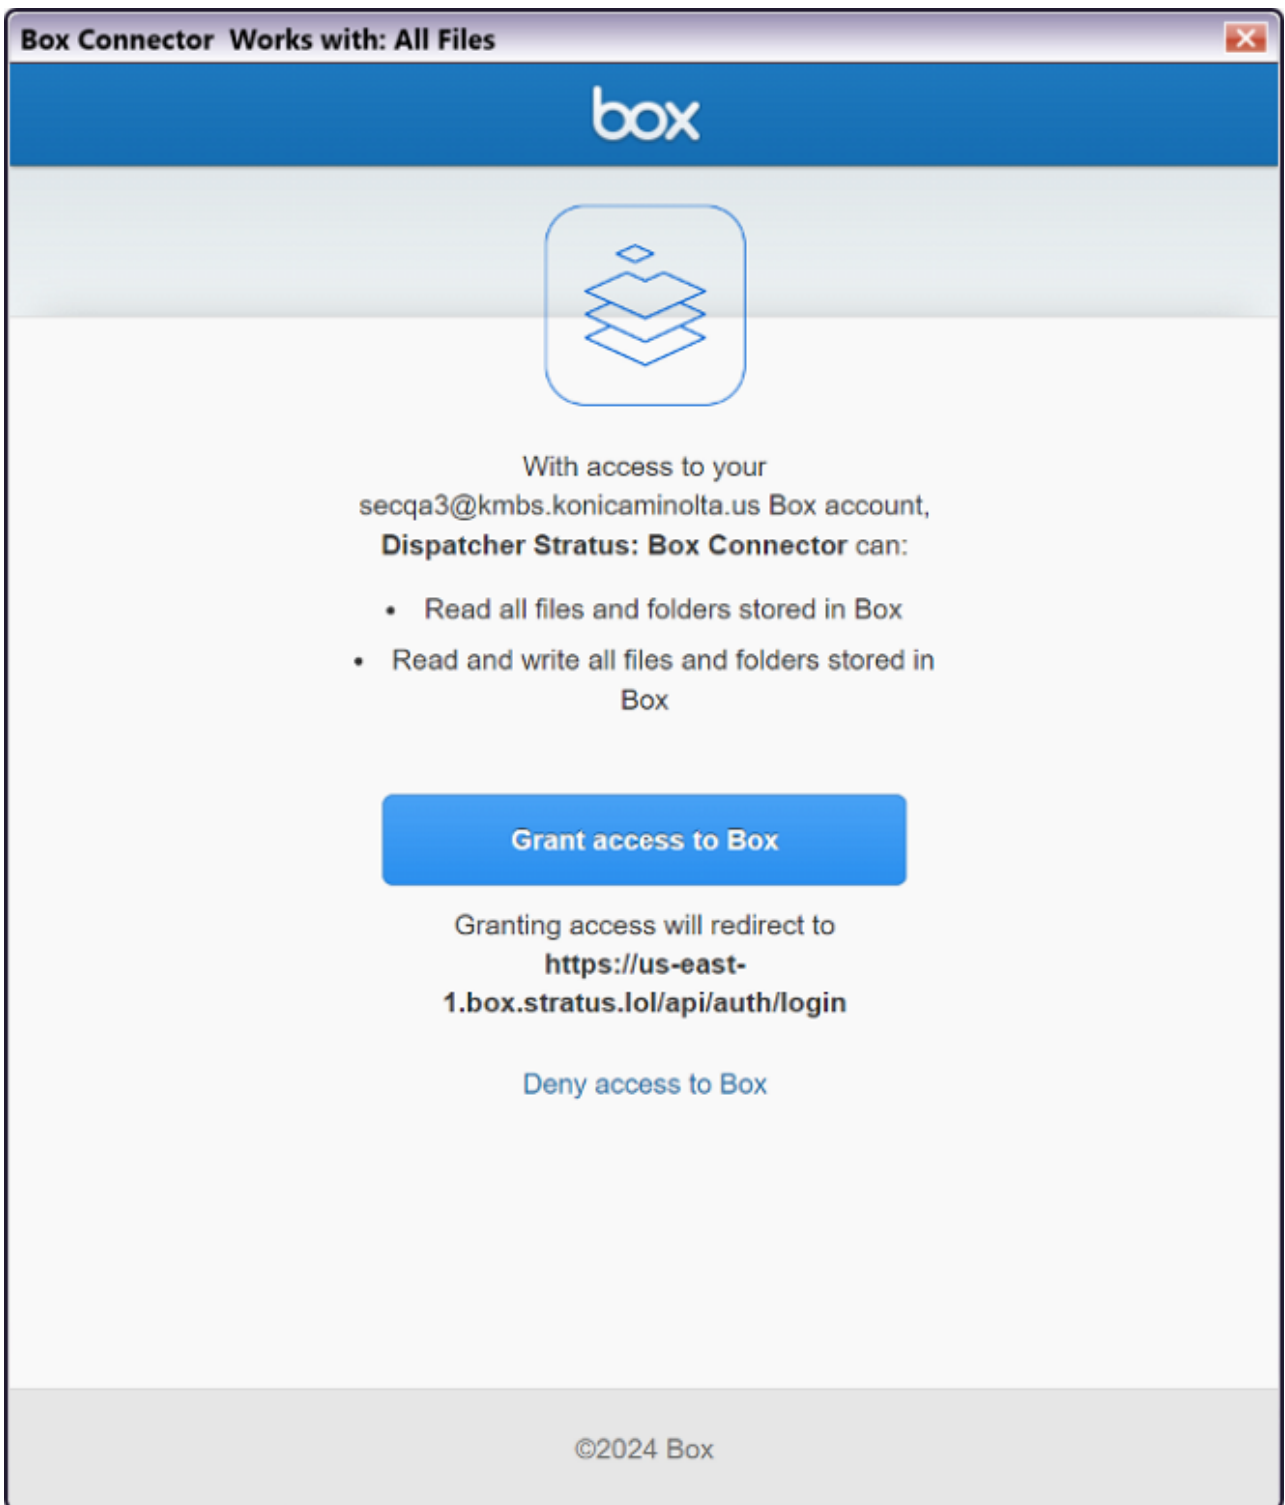 Box Connector  Works with: All Files
box
With access to your
secqa3@kmbs.konicaminolta.us Box account,
Dispatcher Stratus: Box Connector can:
• Read all files and folders stored in Box
• Read and write all files and folders stored in
Box
Grant access to Box
Granting access will redirect to
https://us-east-
1.box.stratus.lol/api/auth/login
Deny access to Box
©2024 Box